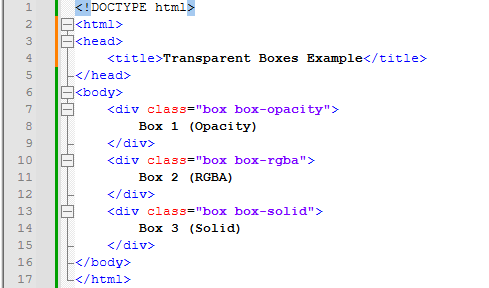 1 <!DOCTYPE html>
2 <html>
3 <head>
4 <title>Transparent Boxes Example</title>
5 </head>
6 <body>
7 <div class="box box-opacity">
8 Box 1 (Opacity)
9 </div>
10 <div class="box box-rgba">
11 Box 2 (RGBA)
12 </div>
13 <div class="box box-solid">
14 Box 3 (Solid)
15 </div>
16 </body>
17 </html>